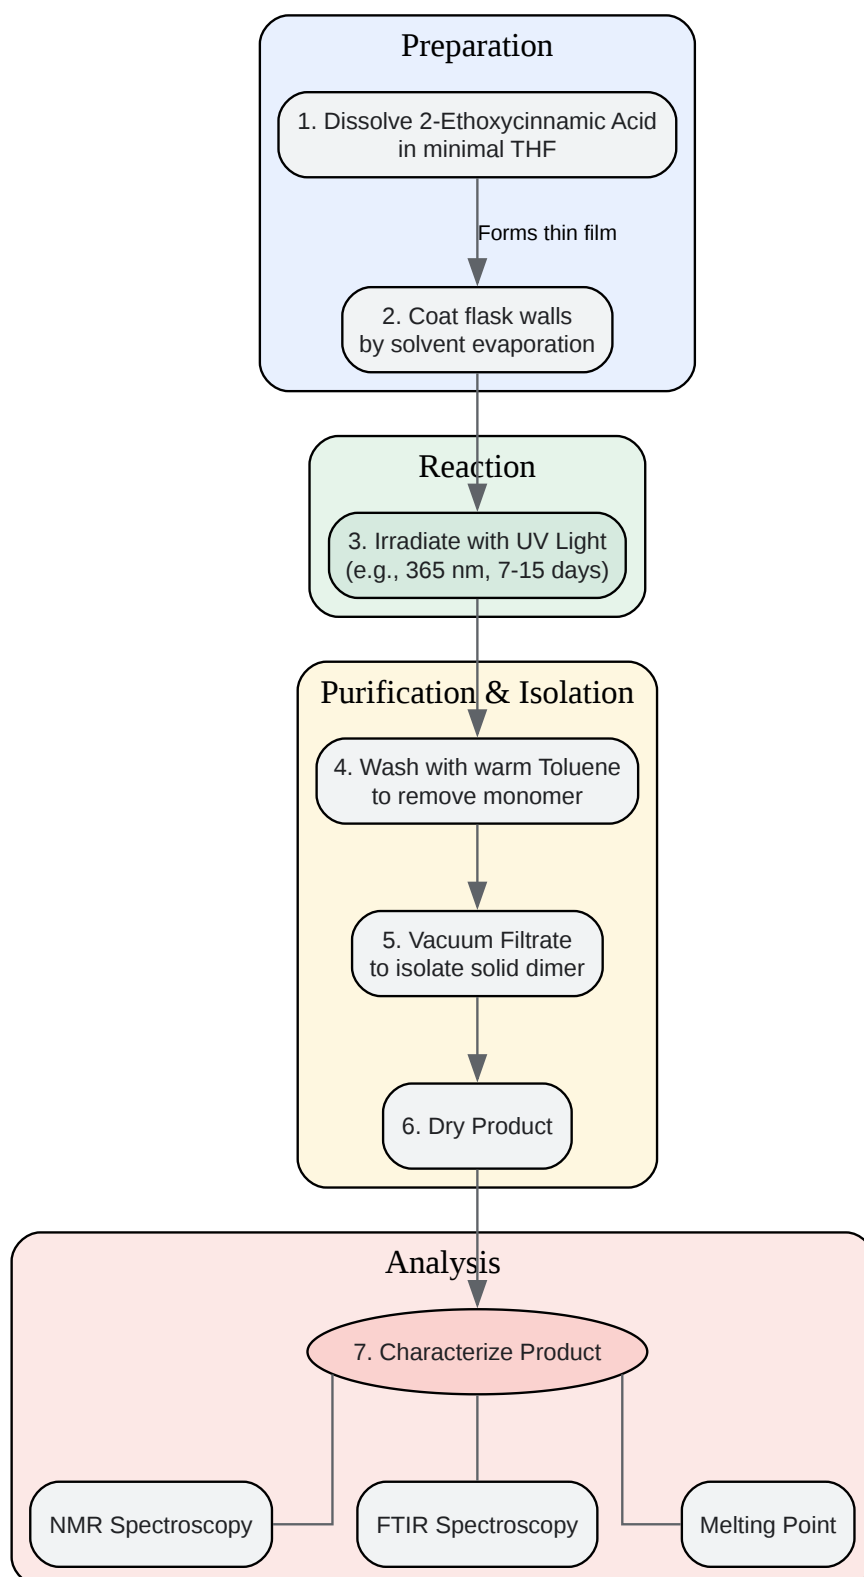 Preparation
1. Dissolve 2-Ethoxycinnamic Acid
in minimal THF
Forms thin film
2. Coat flask walls
by solvent evaporation
Reaction
3. Irradiate with UV Light
(e.g., 365 nm, 7-15 days)
Purification & Isolation
4. Wash with warm Toluene
to remove monomer
5. Vacuum Filtrate
to isolate solid dimer
6. Dry Product
Analysis
7. Characterize Product
NMR Spectroscopy
FTIR Spectroscopy
Melting Point